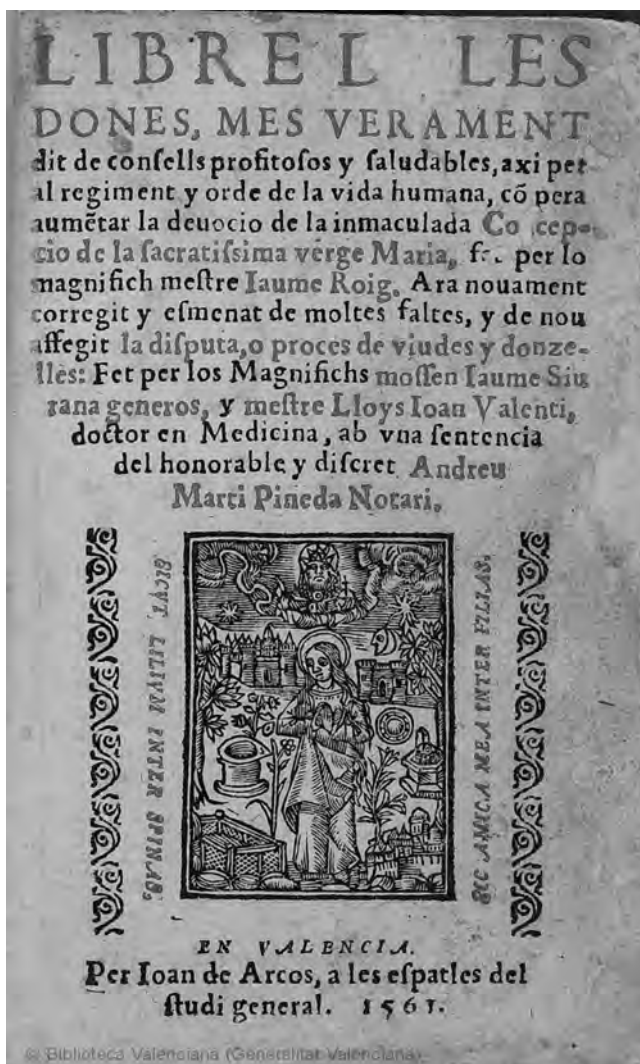 LIBRE L LES
DONES, MES VERAMENT
dit de conſells profitoſos y ſaludables, axi per
al regiment y orde de la vida humana, cõ pera
aumẽtar la deuocio de la inmaculada Co cep-
cio de la ſacratiſsima verge Maria, per lo
magnifich meſtre Iaume Roig. Ara nouament
corregit y eſmenat de moltes faltes, y de nou
affegit la diſputa, o proces de viudes y donze-
lles: Fet per los Magnifichs moſſen Iaume Siu
rana generos, y meſtre Lloys Ioan Valenti,
doctor en Medicina, ab vna ſentencia
del honorable y diſcret Andreu
Marti Pineda Notari.
SICVT LILIVM INTER SPINAS,
SIC AMICA MEA INTER FILIAS.
EN VALENCIA.
Per Ioan de Arcos, a les eſpatles del
ſtudi general. 1561.
© Biblioteca Valenciana (Generalitat Valenciana)